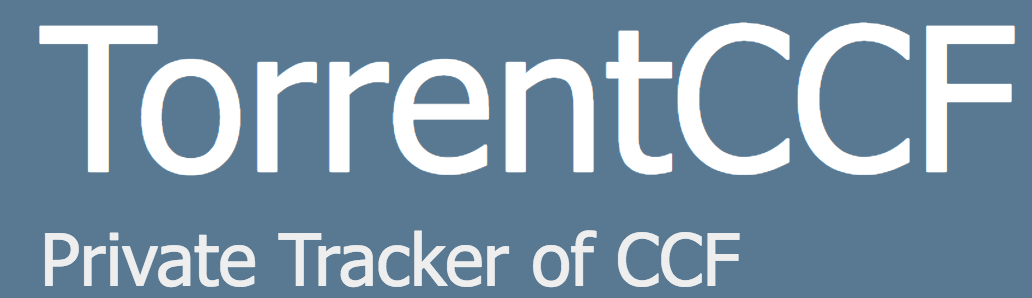 TorrentCCF
Private Tracker of CCF